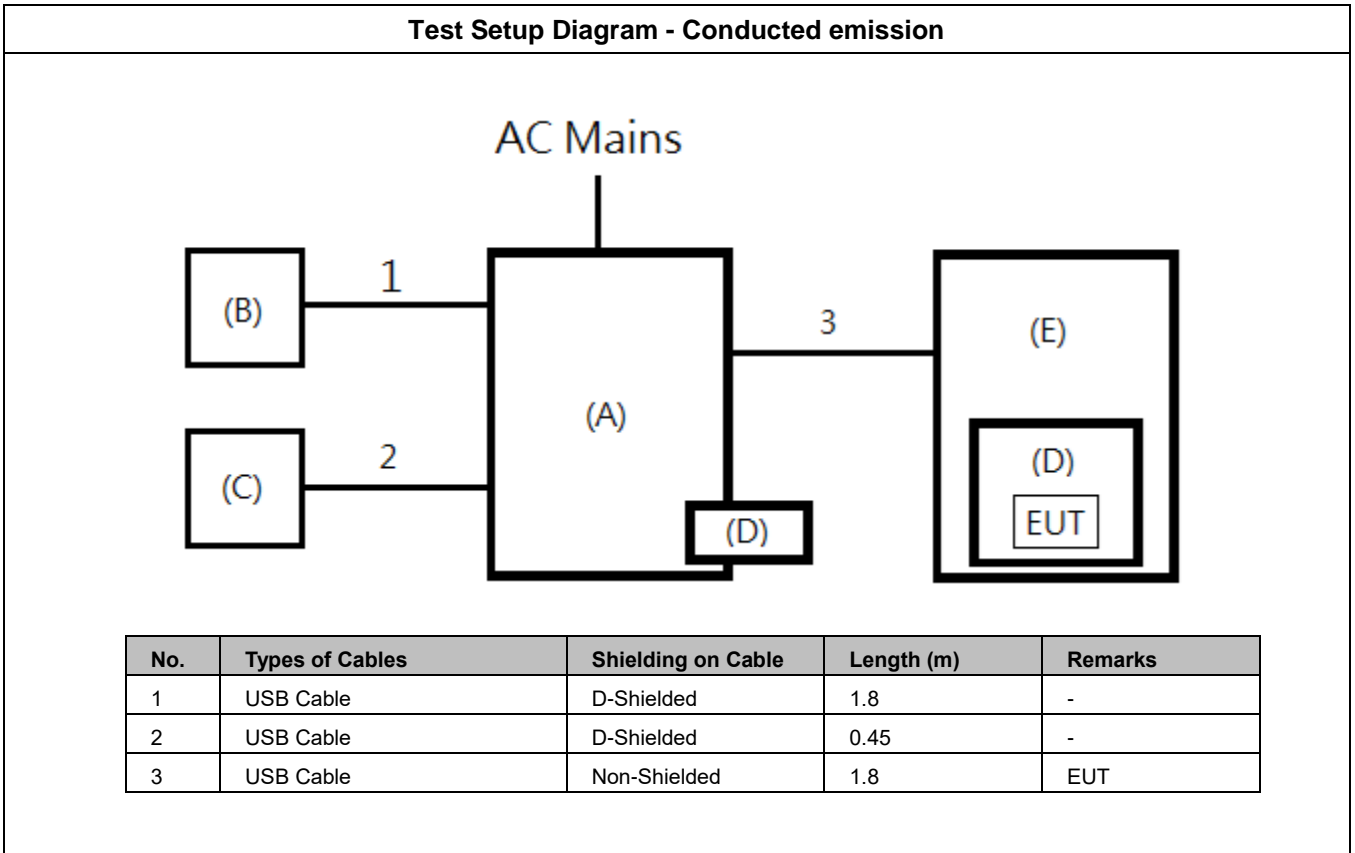 Test Setup Diagram - Conducted emission
AC Mains
(B)
1
(A)
3
(E)
(C)
2
(D)
(D)
EUT
No. Types of Cables Shielding on Cable Length (m) Remarks
1 USB Cable D-Shielded 1.8 -
2 USB Cable D-Shielded 0.45 -
3 USB Cable Non-Shielded 1.8 EUT